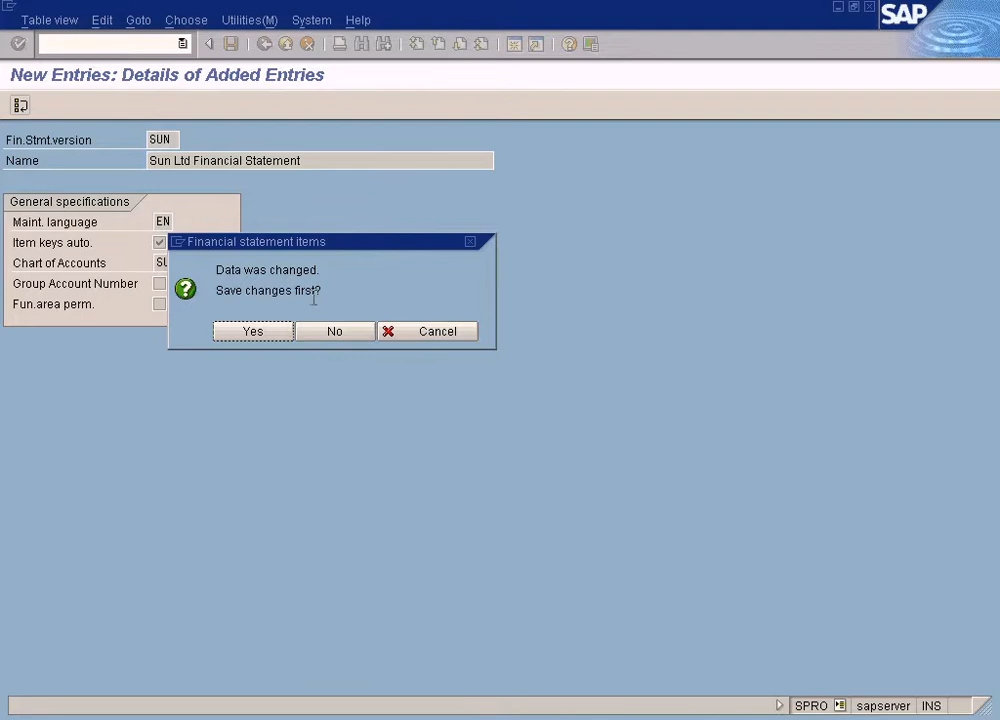 Table view Edit Goto Choose Utilities(M) System Help
SAP
New Entries: Details of Added Entries
Fin.Stmt.version SUN
Name Sun Ltd Financial Statement
General specifications
Maint. language EN
Item keys auto.
Chart of Accounts
Group Account Number
Fun.area perm.
Financial statement items
Data was changed.
Save changes first?
Yes No Cancel
SPRO sapserver INS